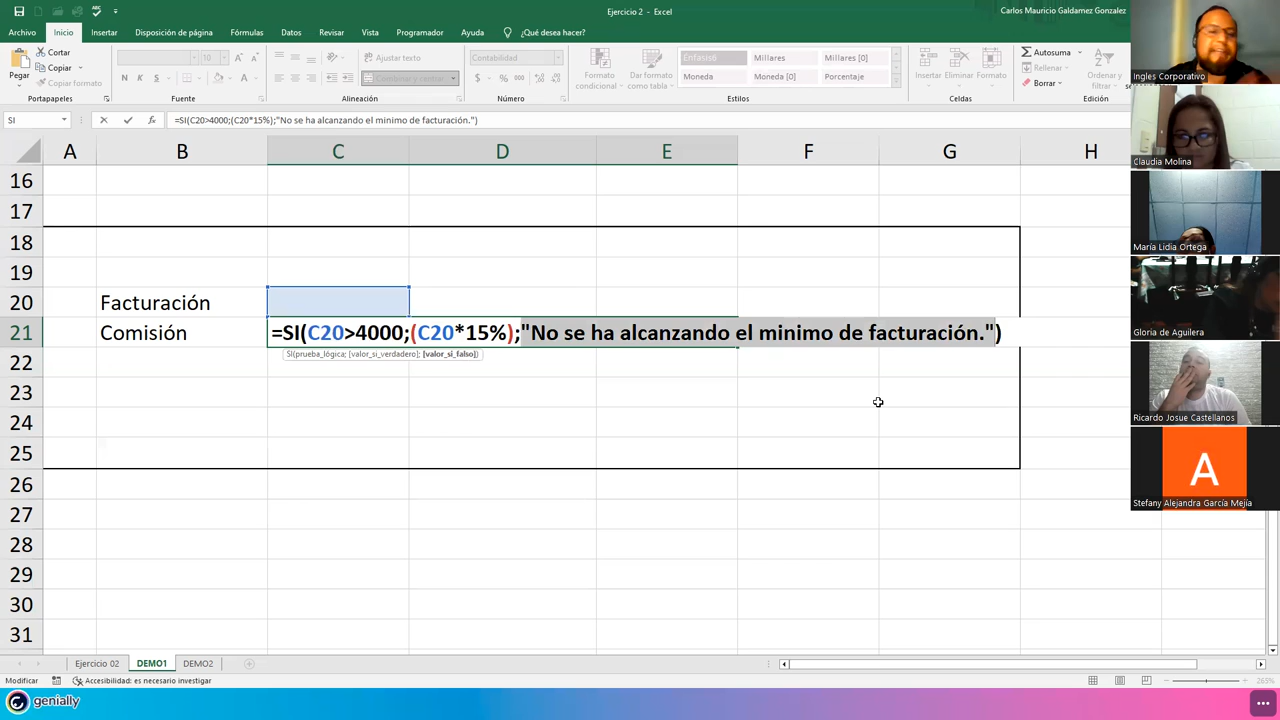 Ejercicio 2 - Excel
Carlos Mauricio Galdamez Gonzalez
Archivo Inicio Insertar Disposición de página Fórmulas Datos Revisar Vista Programador Ayuda ¿Qué desea hacer?
Pegar
Cortar
Copiar
Copiar formato
Portapapeles
10
N K S
Fuente
Ajustar texto
Combinar y centrar
Alineación
Contabilidad
Número
Formato condicional
Dar formato como tabla
Énfasis6 Millares Millares [0]
Moneda Moneda [0] Porcentaje
Estilos
Insertar Eliminar Formato
Celdas
Autosuma
Rellenar
Borrar
Ordenar y
Edición
SI
=SI(C20>4000;(C20*15%);"No se ha alcanzando el minimo de facturación.")
A B C D E F G H
16
17
18
19
20 Facturación
21 Comisión =SI(C20>4000;(C20*15%);"No se ha alcanzando el minimo de facturación.")
SI(prueba_lógica; [valor_si_verdadero]; [valor_si_falso])
22
23
24
25
26
27
28
29
30
31
Ejercicio 02 DEMO1 DEMO2
Modificar Accesibilidad: es necesario investigar
265%
genially
Ingles Corporativo
Claudia Molina
María Lidia Ortega
Gloria de Aguilera
Ricardo Josue Castellanos
A
Stefany Alejandra García Mejía